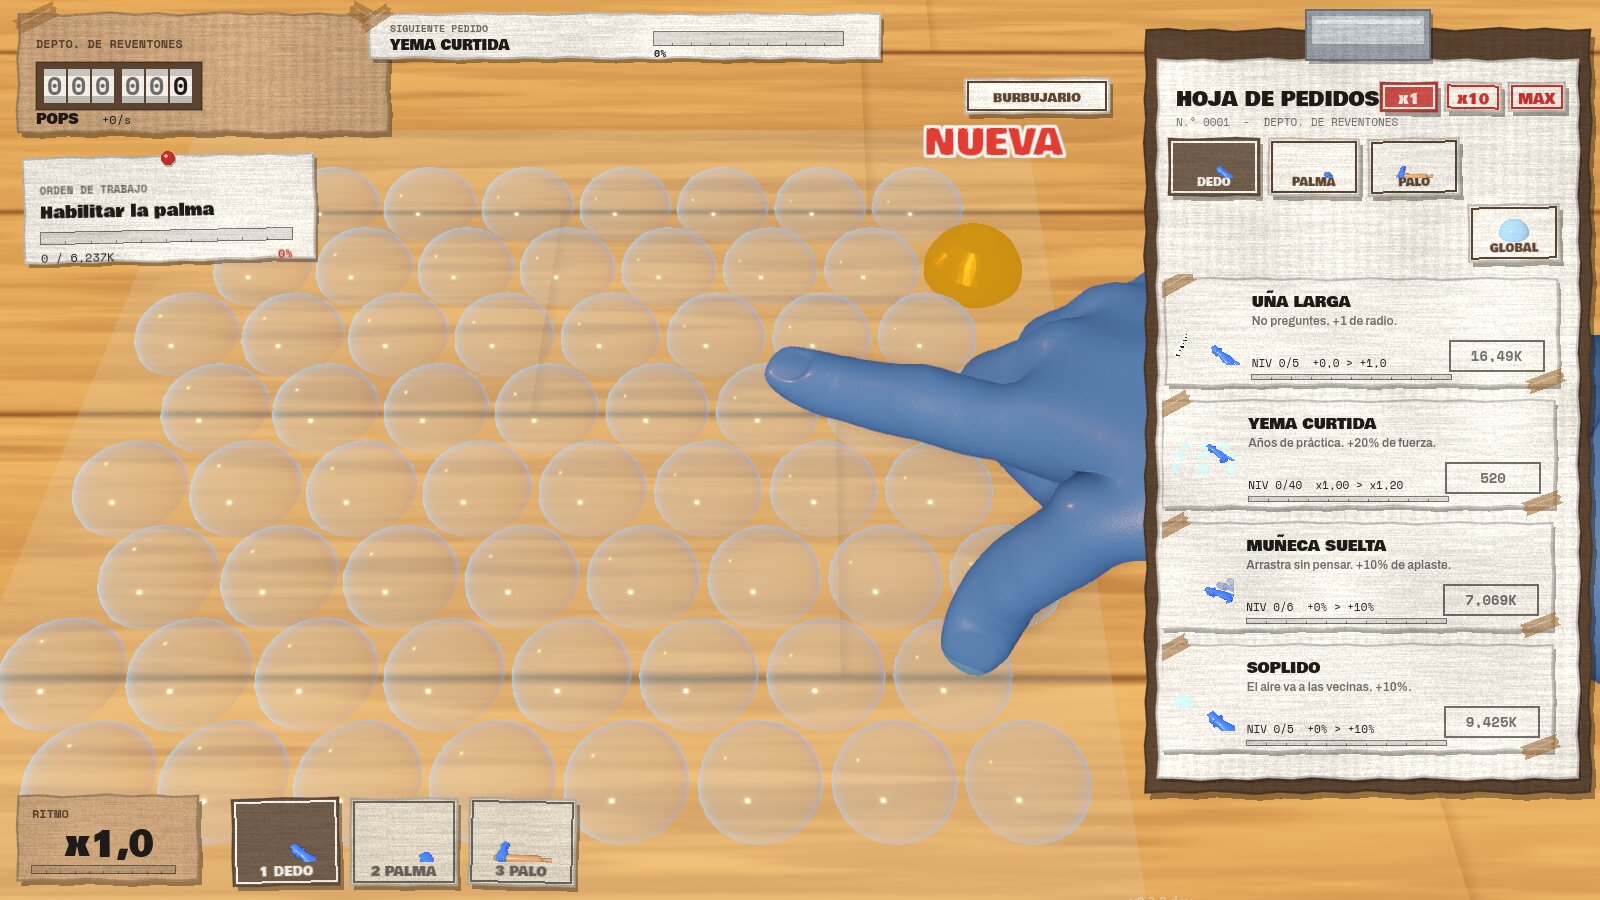 DEPTO. DE REVENTONES
000 000
POPS +0/s
SIGUIENTE PEDIDO
YEMA CURTIDA
0%
BURBUJARIO
NUEVA
ORDEN DE TRABAJO
Habilitar la palma
0 / 6,237K 0%
HOJA DE PEDIDOS x1 x10 MAX
N.° 0001 - DEPTO. DE REVENTONES
DEDO PALMA PALO
GLOBAL
UÑA LARGA
No preguntes. +1 de radio.
NIV 0/5 +0,0 > +1,0
16,49K
YEMA CURTIDA
Años de práctica. +20% de fuerza.
NIV 0/40 x1,00 > x1,20
520
MUÑECA SUELTA
Arrastra sin pensar. +10% de aplaste.
NIV 0/6 +0% > +10%
7,069K
SOPLIDO
El aire va a las vecinas. +10%.
NIV 0/5 +0% > +10%
9,425K
RITMO
x1,0
1 DEDO 2 PALMA 3 PALO